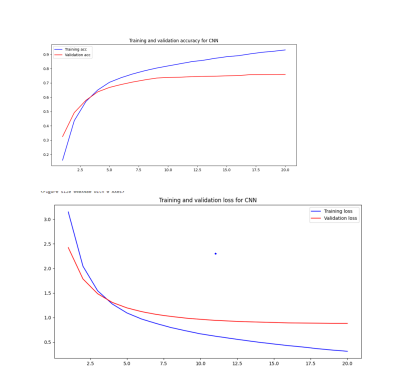 Training and validation accuracy for CNN
Training acc
Validation acc
0.9
0.8
0.7
0.6
0.5
0.4
0.3
0.2
2.5 5.0 7.5 10.0 12.5 15.0 17.5 20.0
Training and validation loss for CNN
Training loss
Validation loss
3.0
2.5
2.0
1.5
1.0
0.5
2.5 5.0 7.5 10.0 12.5 15.0 17.5 20.0